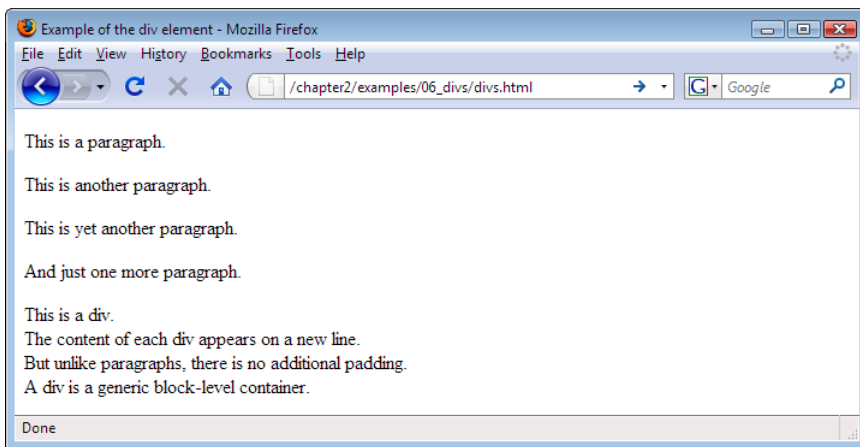 Example of the div element - Mozilla Firefox
File Edit View History Bookmarks Tools Help
/chapter2/examples/06_divs/divs.html G Google
This is a paragraph.
This is another paragraph.
This is yet another paragraph.
And just one more paragraph.
This is a div.
The content of each div appears on a new line.
But unlike paragraphs, there is no additional padding.
A div is a generic block-level container.
Done